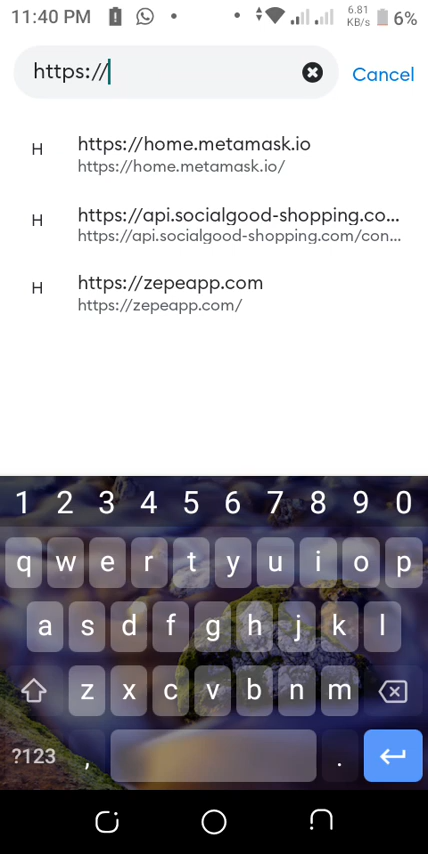 11:40 PM 6.81 KB/s 6%
https:// Cancel
H https://home.metamask.io
https://home.metamask.io/
H https://api.socialgood-shopping.co...
https://api.socialgood-shopping.com/con...
H https://zepeapp.com
https://zepeapp.com/
1 2 3 4 5 6 7 8 9 0
q w e r t y u i o p
a s d f g h j k l
z x c v b n m
?123 , .